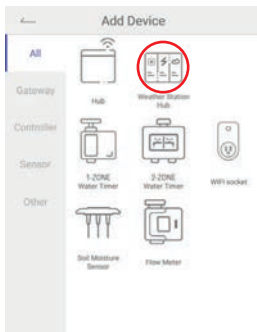 Add Device
All
Gateway
Controller
Sensor
Other
Hub
Weather Station
Hub
1-ZONE
Water Timer
2-ZONE
Water Timer
WIFI socket
Soil Moisture
Sensor
Flow Meter